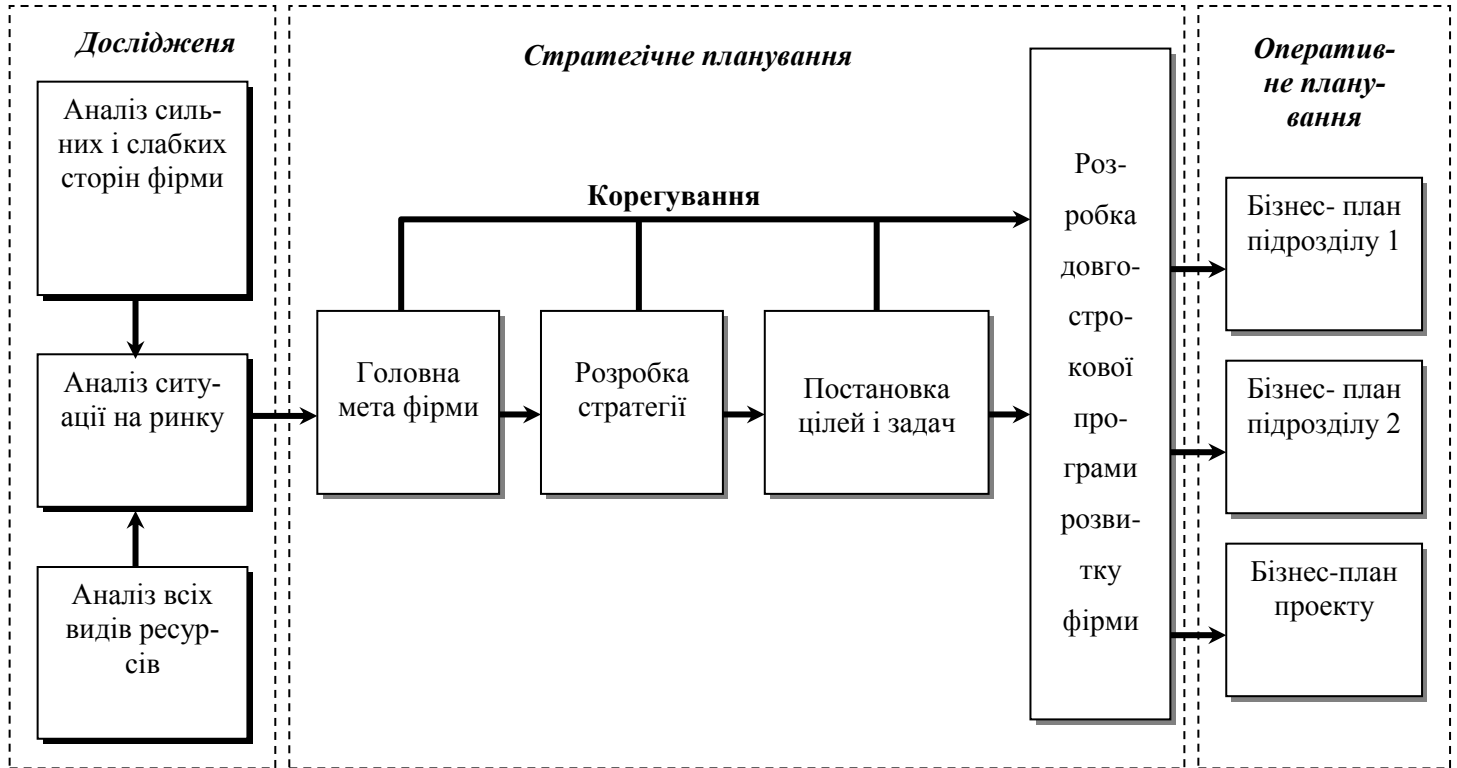 Дослідженя
Аналіз силь-
них і слабких
сторін фірми
Аналіз ситу-
ації на ринку
Аналіз всіх
видів ресур-
сів
Стратегічне планування
Корегування
Головна
мета фірми
Розробка
стратегії
Постановка
цілей і задач
Роз-
робка
довго-
стро-
кової
про-
грами
розви-
тку
фірми
Оператив-
не плану-
вання
Бізнес- план
підрозділу 1
Бізнес- план
підрозділу 2
Бізнес-план
проекту